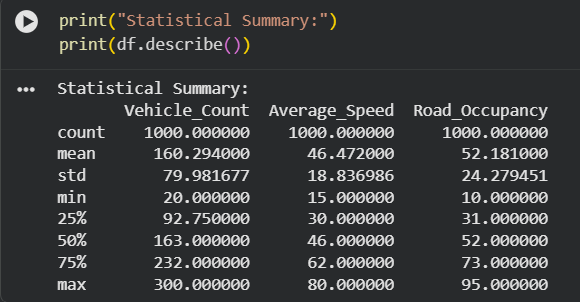 print("Statistical Summary:")
print(df.describe())
Statistical Summary:
       Vehicle_Count  Average_Speed  Road_Occupancy
count    1000.000000    1000.000000     1000.000000
mean      160.294000      46.472000       52.181000
std        79.981677      18.836986       24.279451
min        20.000000      15.000000       10.000000
25%        92.750000      30.000000       31.000000
50%       163.000000      46.000000       52.000000
75%       232.000000      62.000000       73.000000
max       300.000000      80.000000       95.000000